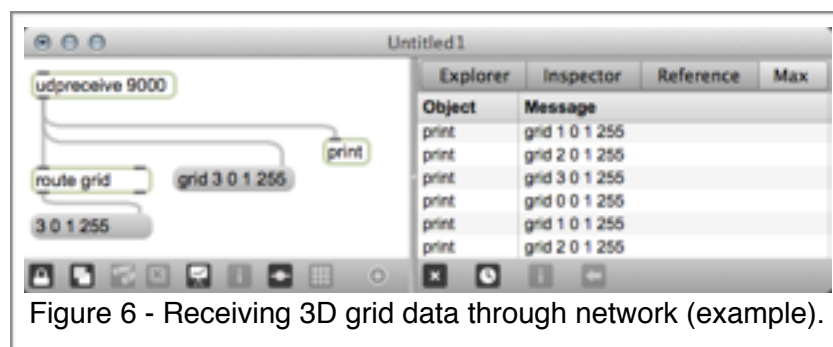 Untitled1
udpreceive 9000
print
route grid
grid 3 0 1 255
3 0 1 255
Explorer Inspector Reference Max
Object Message
print grid 1 0 1 255
print grid 2 0 1 255
print grid 3 0 1 255
print grid 0 0 1 255
print grid 1 0 1 255
print grid 2 0 1 255
Figure 6 - Receiving 3D grid data through network (example).